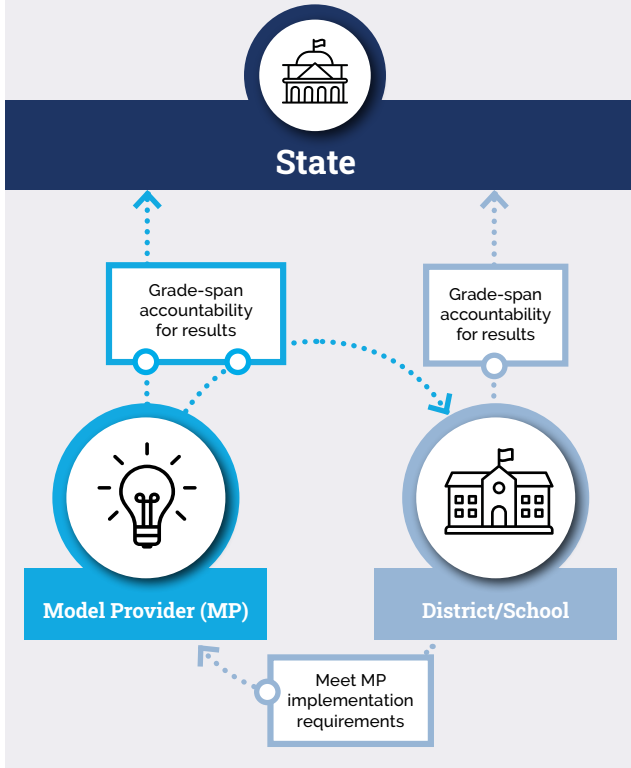 State
Grade-span
accountability
for results
Grade-span
accountability
for results
Model Provider (MP)
District/School
Meet MP
implementation
requirements